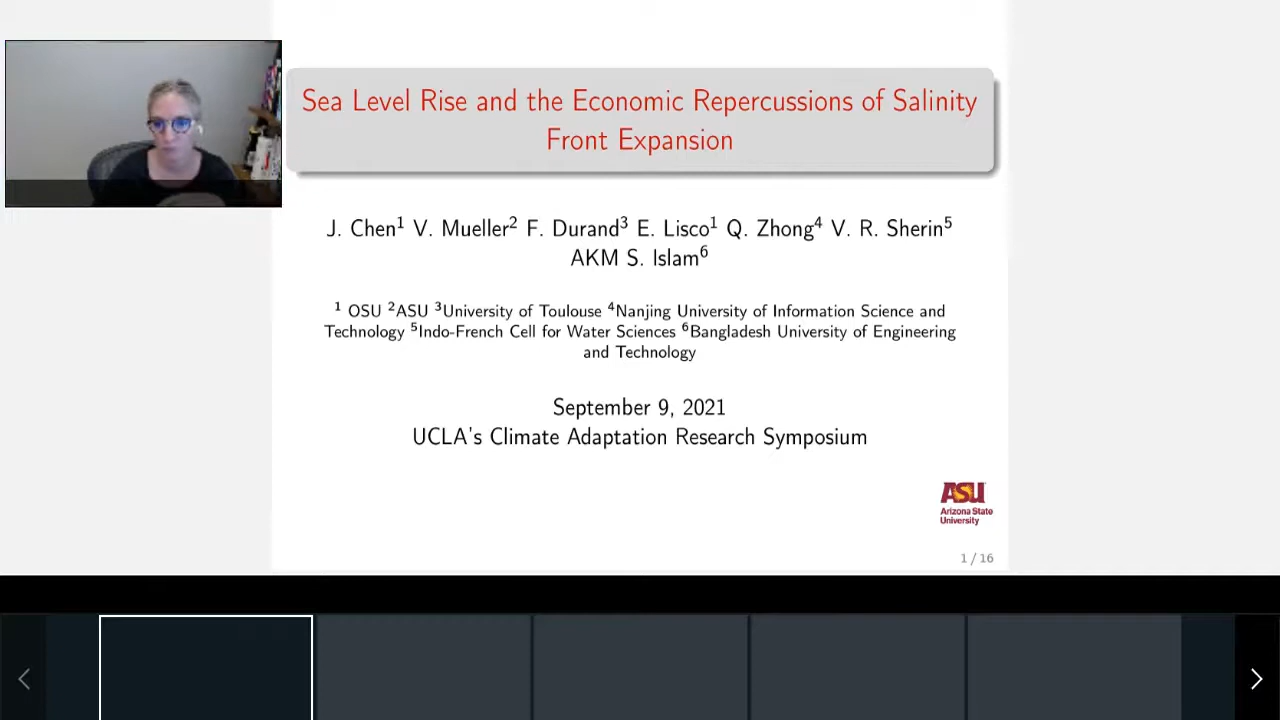 Sea Level Rise and the Economic Repercussions of Salinity
Front Expansion
J. Chen¹ V. Mueller² F. Durand³ E. Lisco¹ Q. Zhong⁴ V. R. Sherin⁵
AKM S. Islam⁶
¹ OSU ²ASU ³University of Toulouse ⁴Nanjing University of Information Science and
Technology ⁵Indo-French Cell for Water Sciences ⁶Bangladesh University of Engineering
and Technology
September 9, 2021
UCLA's Climate Adaptation Research Symposium
ASU
Arizona State
University
1 / 16